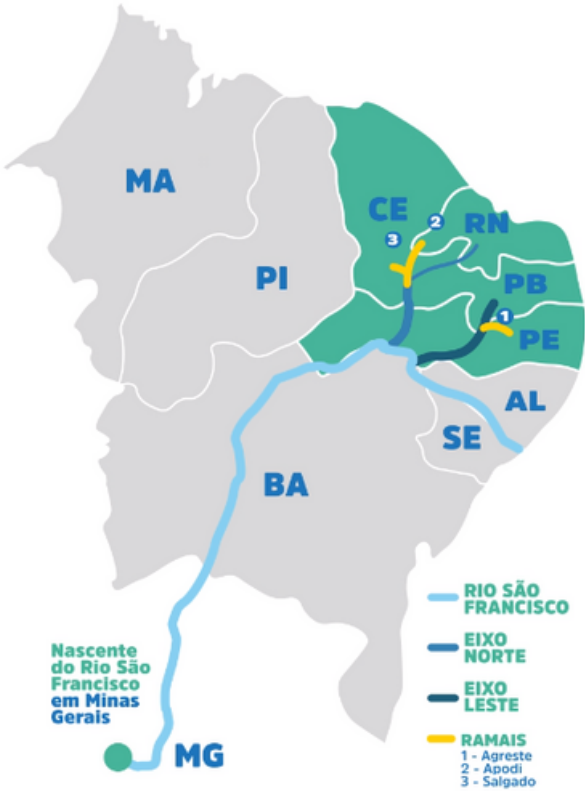 MA
CE
2
RN
3
PI
PB
1
PE
AL
SE
BA
RIO SÃO
FRANCISCO
EIXO
NORTE
EIXO
LESTE
RAMAIS
1 - Agreste
2 - Apodi
3 - Salgado
Nascente
do Rio São
Francisco
em Minas
Gerais
MG